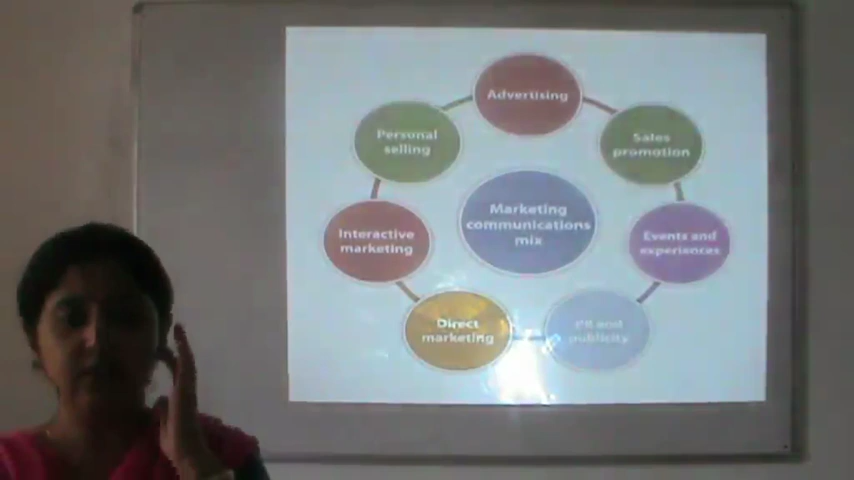 Advertising
Sales
promotion
Events and
experiences
PR and
publicity
Direct
marketing
Interactive
marketing
Personal
selling
Marketing
communications
mix